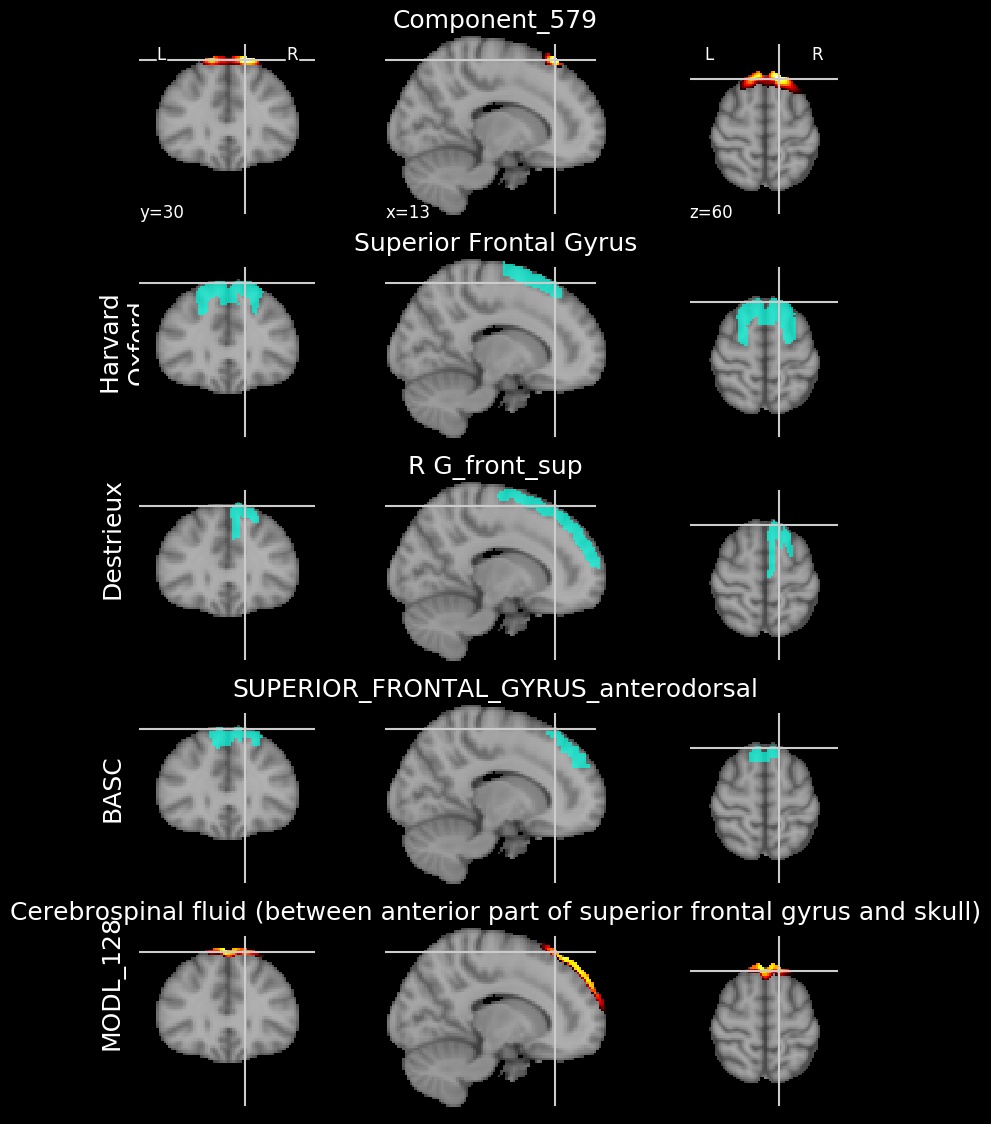 Component_579
L R L R
y=30 x=13 z=60
Superior Frontal Gyrus
Harvard
R G_front_sup
Destrieux
SUPERIOR_FRONTAL_GYRUS_anterodorsal
BASC
Cerebrospinal fluid (between anterior part of superior frontal gyrus and skull)
MODL_128